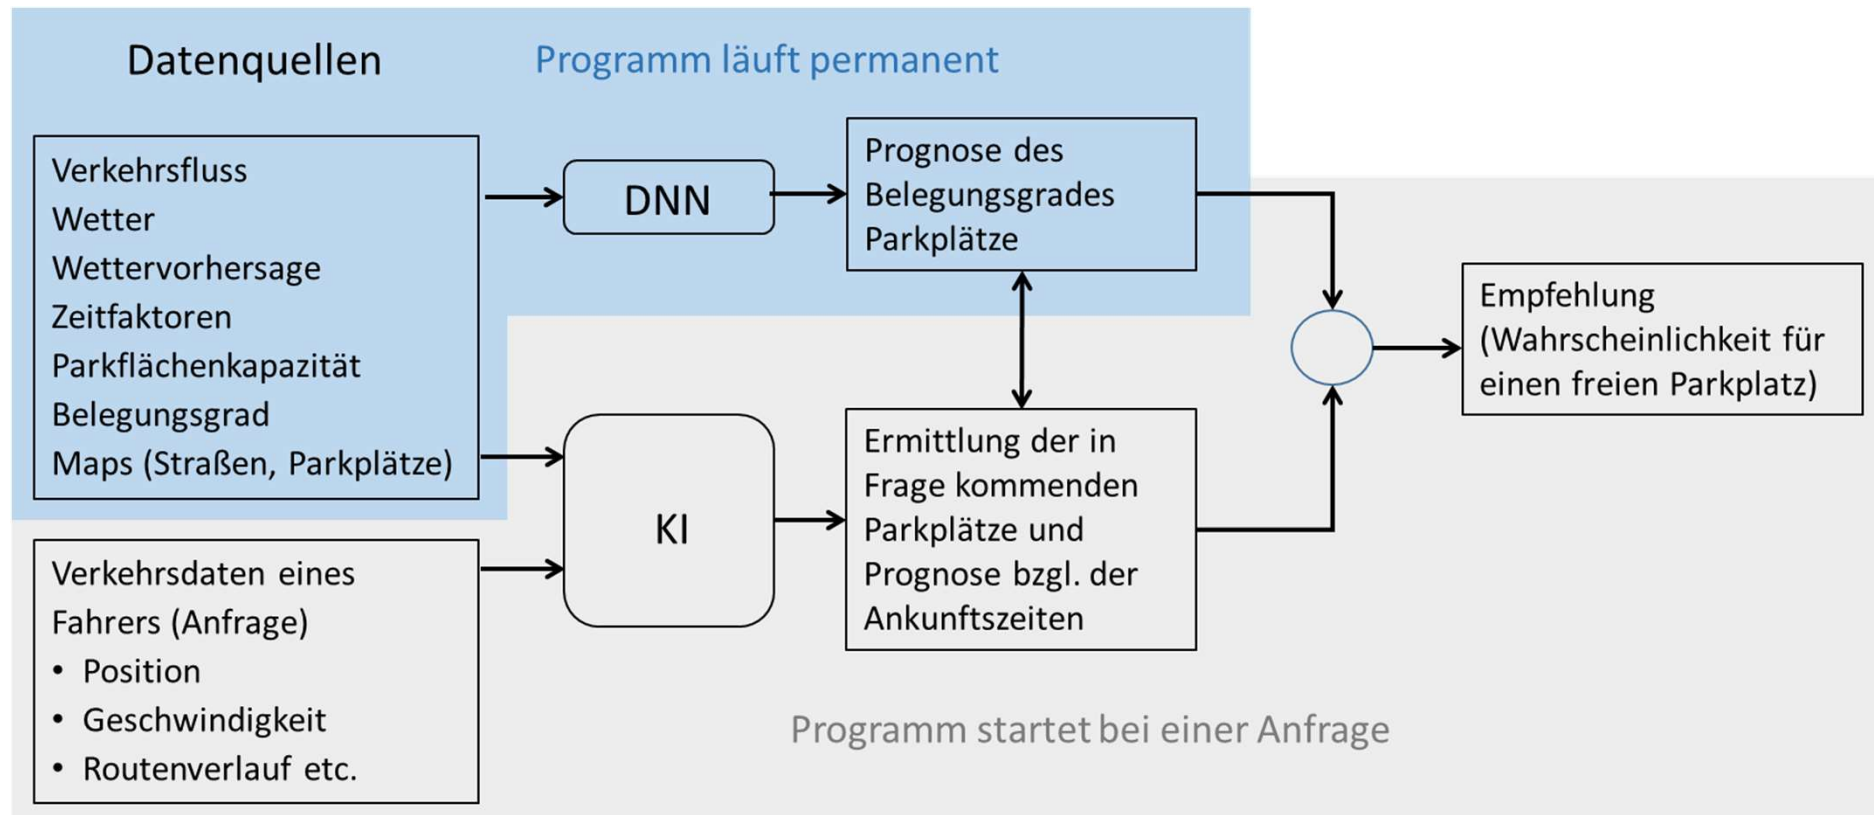 Datenquellen
Programm läuft permanent
Verkehrsfluss
Wetter
Wettervorhersage
Zeitfaktoren
Parkflächenkapazität
Belegungsgrad
Maps (Straßen, Parkplätze)
DNN
Prognose des
Belegungsgrades
Parkplätze
Empfehlung
(Wahrscheinlichkeit für
einen freien Parkplatz)
KI
Ermittlung der in
Frage kommenden
Parkplätze und
Prognose bzgl. der
Ankunftszeiten
Verkehrsdaten eines
Fahrers (Anfrage)
• Position
• Geschwindigkeit
• Routenverlauf etc.
Programm startet bei einer Anfrage